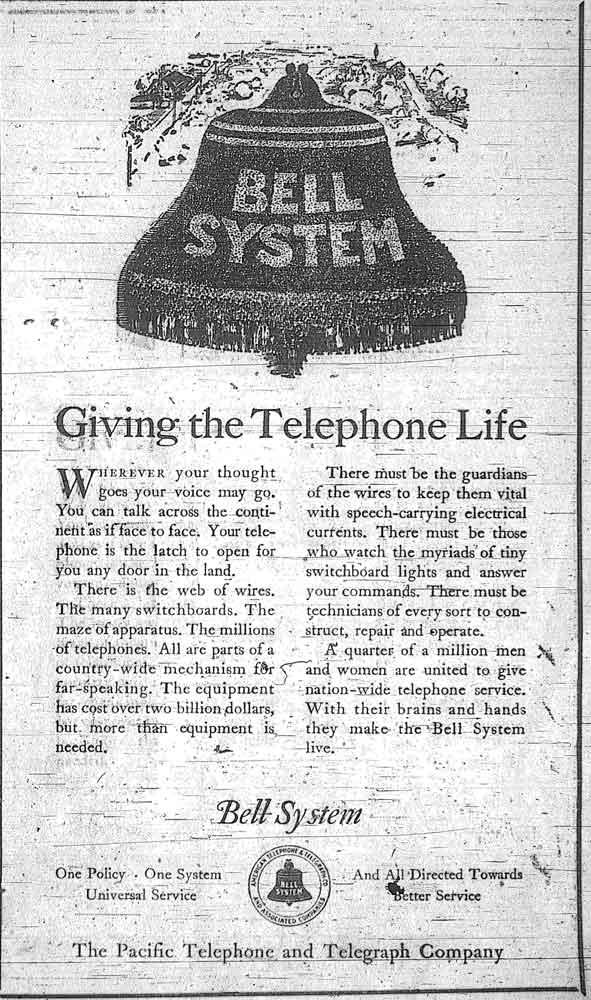 BELL
SYSTEM
Giving the Telephone Life
WHEREVER your thought
goes your voice may go.
You can talk across the conti-
nent as if face to face. Your tele-
phone is the latch to open for
you any door in the land.
There is the web of wires.
The many switchboards. The
maze of apparatus. The millions
of telephones. All are parts of a
country-wide mechanism for
far-speaking. The equipment
has cost over two billion dollars,
but more than equipment is
needed.
There must be the guardians
of the wires to keep them vital
with speech-carrying electrical
currents. There must be those
who watch the myriads of tiny
switchboard lights and answer
your commands. There must be
technicians of every sort to con-
struct, repair and operate.
A quarter of a million men
and women are united to give
nation-wide telephone service.
With their brains and hands
they make the Bell System
live.
Bell System
One Policy · One System
Universal Service
AMERICAN TELEPHONE & TELEGRAPH CO
BELL
SYSTEM
AND ASSOCIATED COMPANIES
And All Directed Towards
Better Service
The Pacific Telephone and Telegraph Company